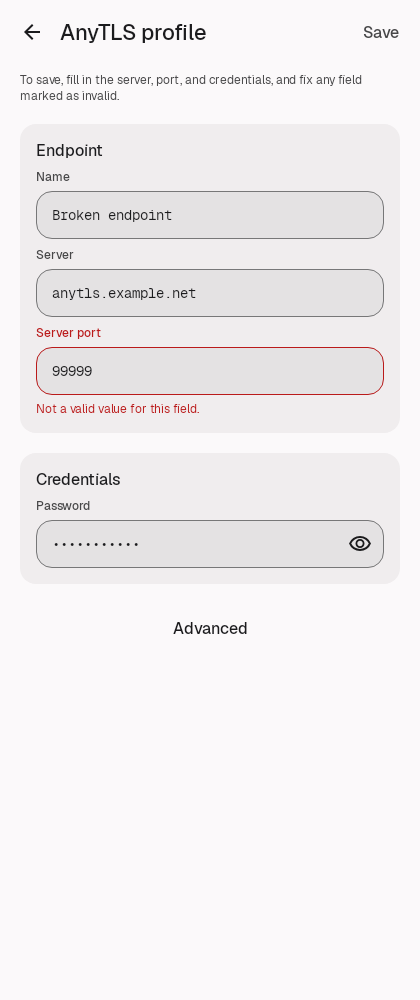 AnyTLS profile
Save
To save, fill in the server, port, and credentials, and fix any field
marked as invalid.
Endpoint
Name
Broken endpoint
Server
anytls.example.net
Server port
99999
Not a valid value for this field.
Credentials
Password
•••••••••••
Advanced